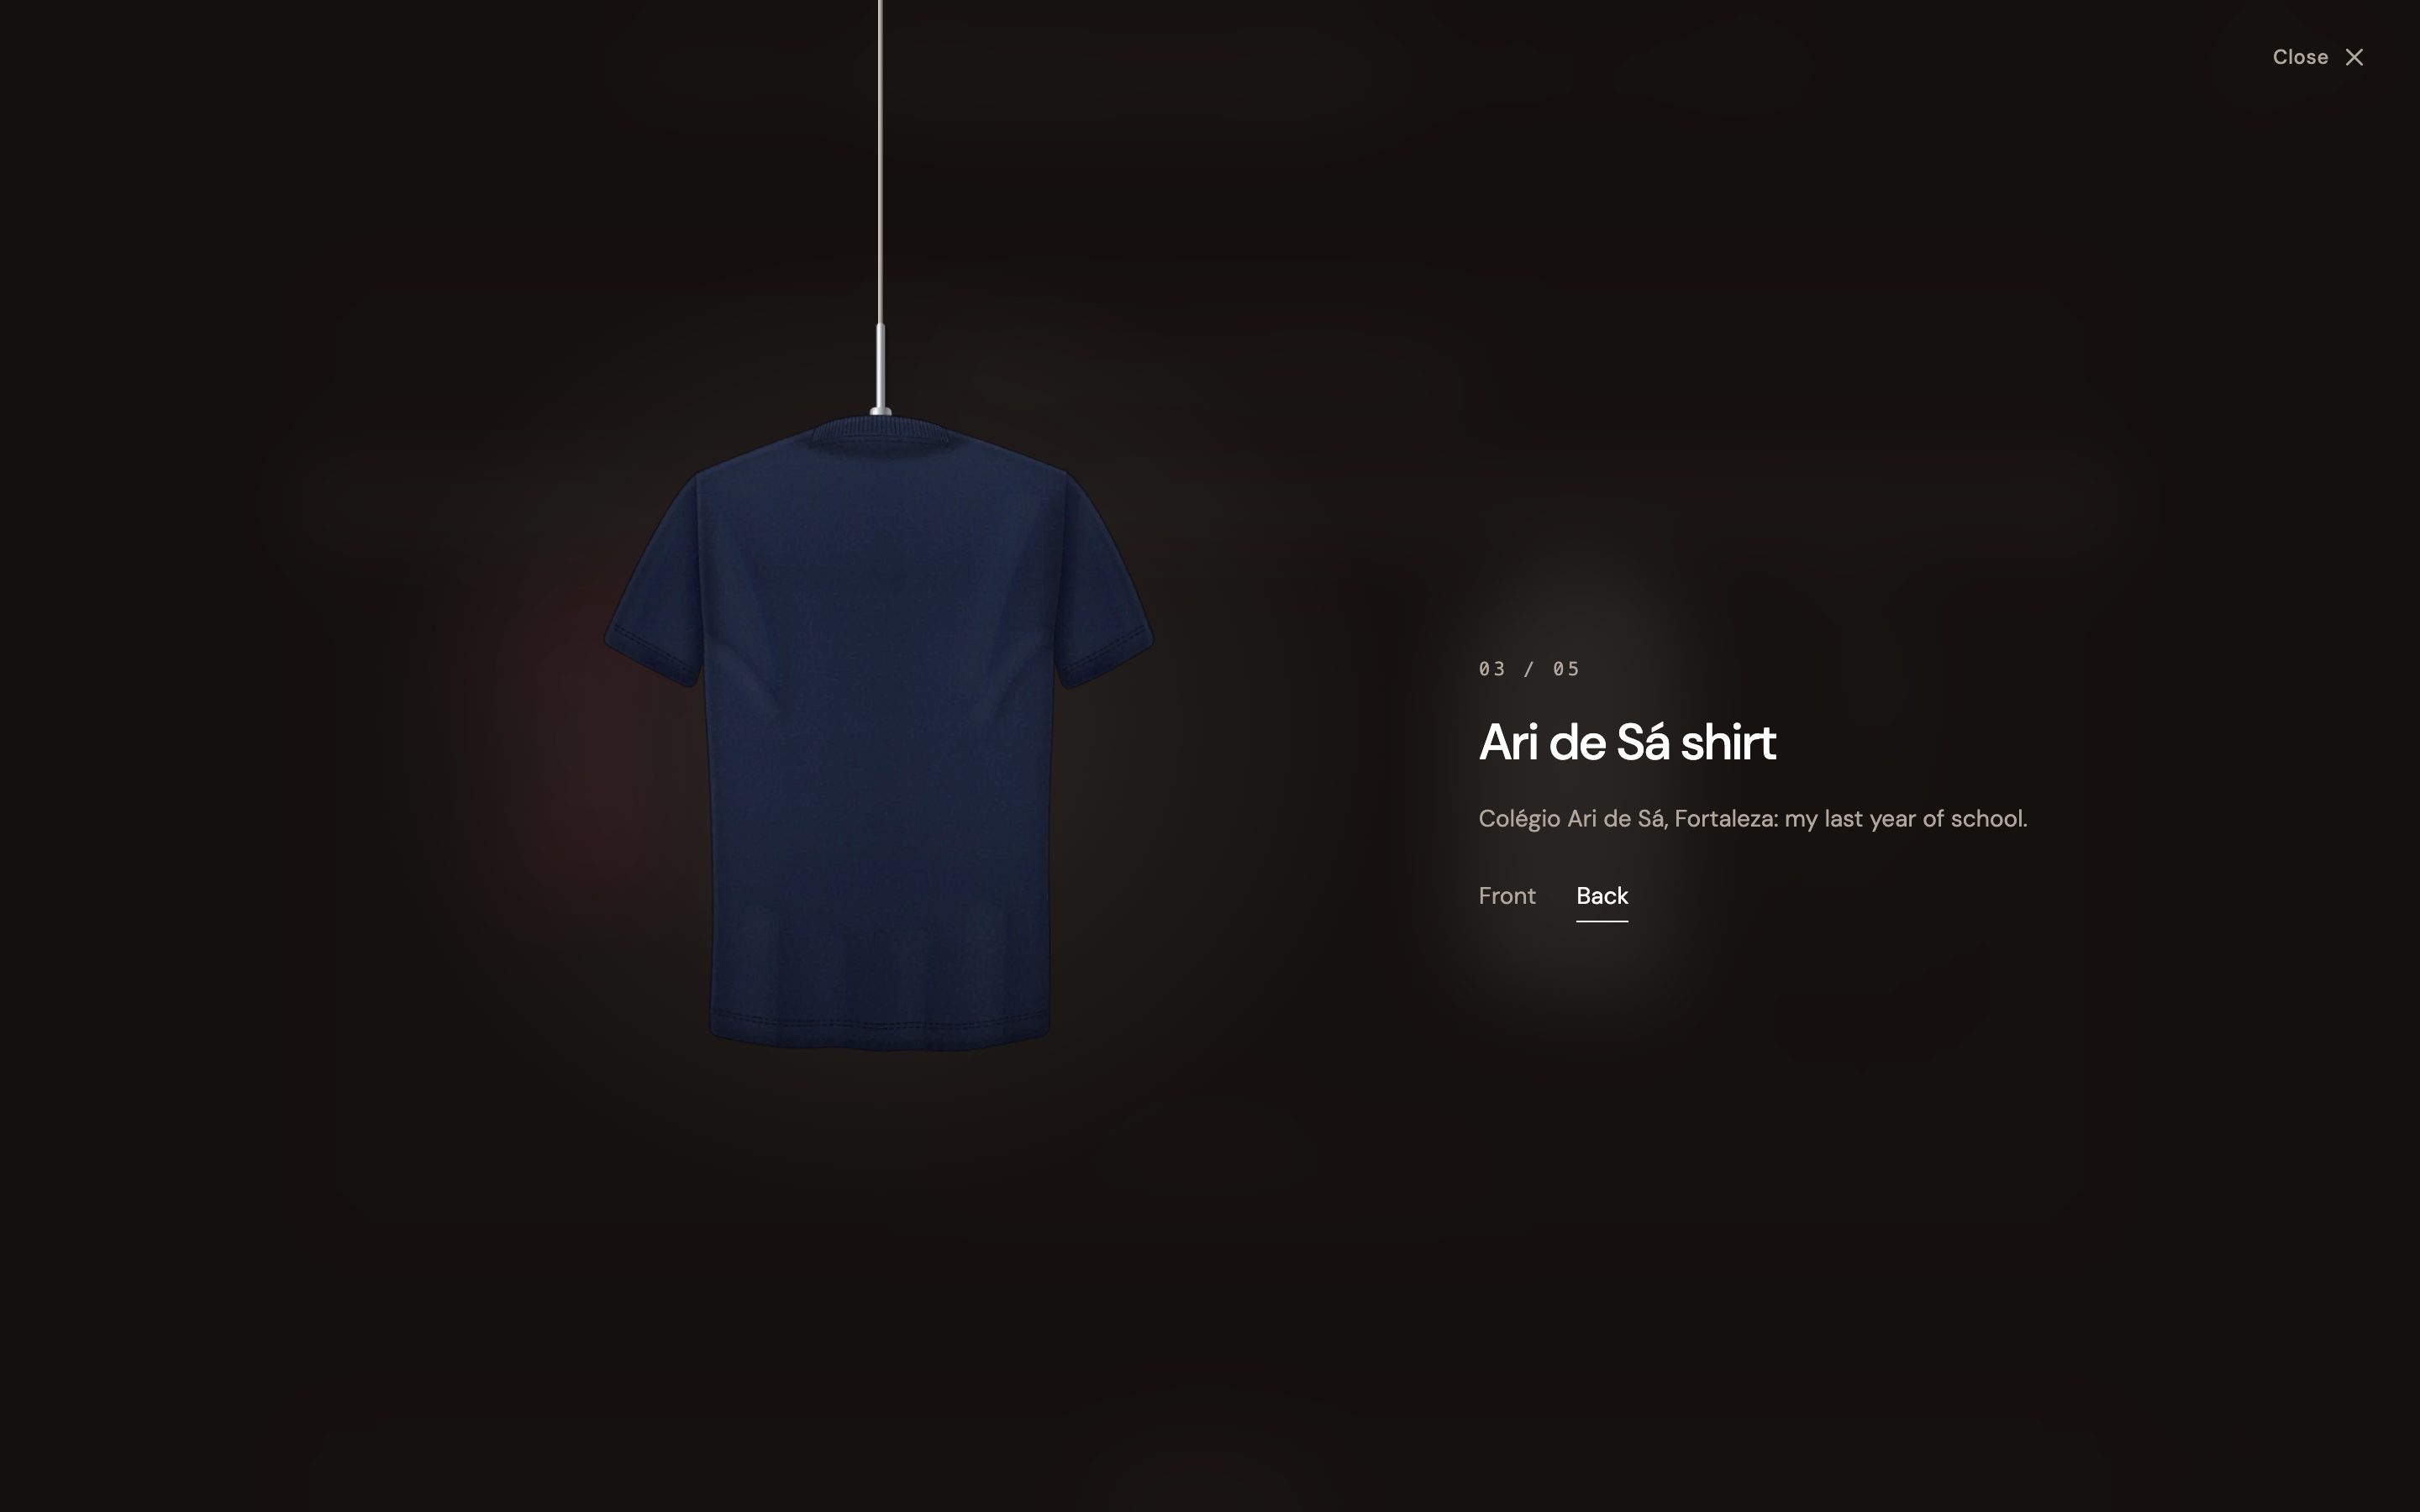 Close
03 / 05
Ari de Sá shirt
Colégio Ari de Sá, Fortaleza: my last year of school.
Front Back